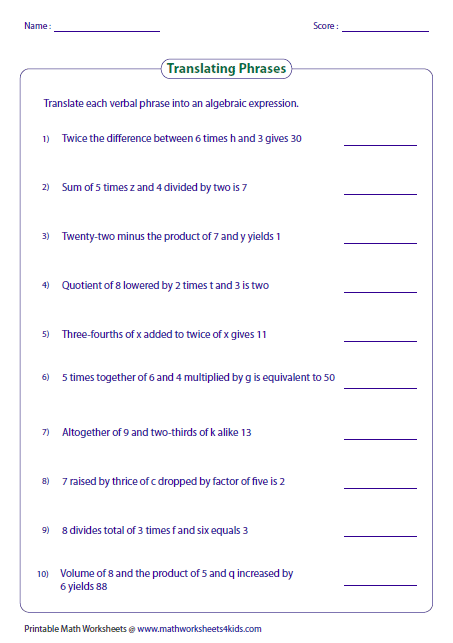 Name :
Score :
Translating Phrases
Translate each verbal phrase into an algebraic expression.
1) Twice the difference between 6 times h and 3 gives 30
2) Sum of 5 times z and 4 divided by two is 7
3) Twenty-two minus the product of 7 and y yields 1
4) Quotient of 8 lowered by 2 times t and 3 is two
5) Three-fourths of x added to twice of x gives 11
6) 5 times together of 6 and 4 multiplied by g is equivalent to 50
7) Altogether of 9 and two-thirds of k alike 13
8) 7 raised by thrice of c dropped by factor of five is 2
9) 8 divides total of 3 times f and six equals 3
10) Volume of 8 and the product of 5 and q increased by
6 yields 88
Printable Math Worksheets @ www.mathworksheets4kids.com